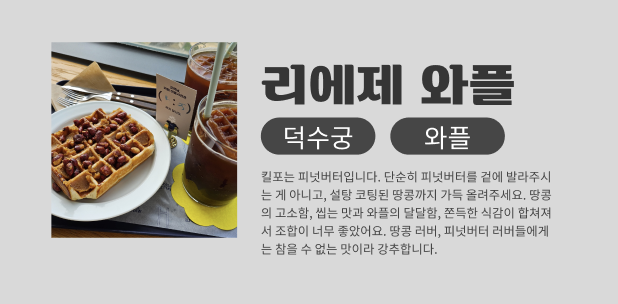 리에제 와플
덕수궁
와플
킬포는 피넛버터입니다. 단순히 피넛버터를 겉에 발라주시
는 게 아니고, 설탕 코팅된 땅콩까지 가득 올려주세요. 땅콩
의 고소함, 씹는 맛과 와플의 달달함, 쫀득한 식감이 합쳐져
서 조합이 너무 좋았어요. 땅콩 러버, 피넛버터 러버들에게
는 참을 수 없는 맛이라 강추합니다.